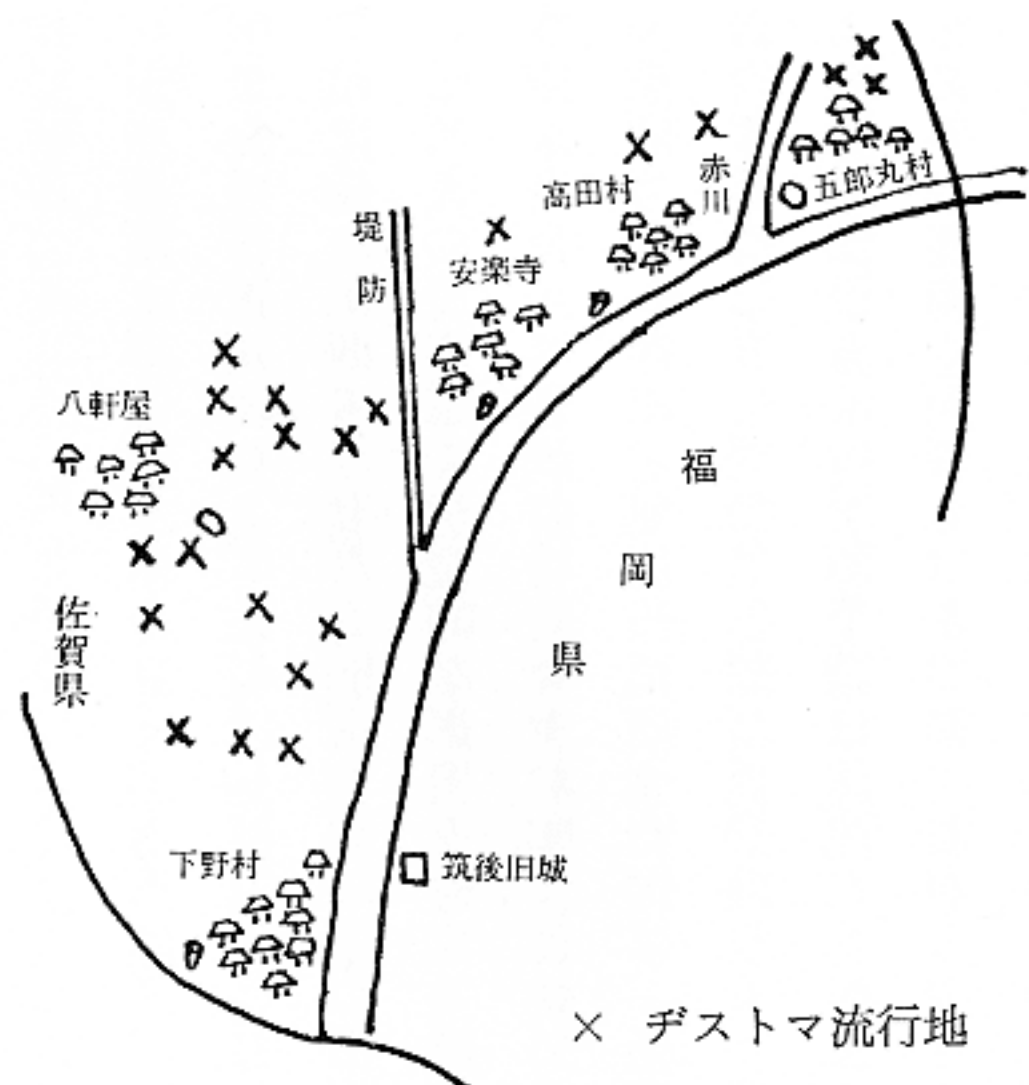 五郎丸村
赤川
高田村
堤防
安楽寺
八軒屋
福岡県
佐賀県
下野村
筑後旧城
× ヂストマ流行地